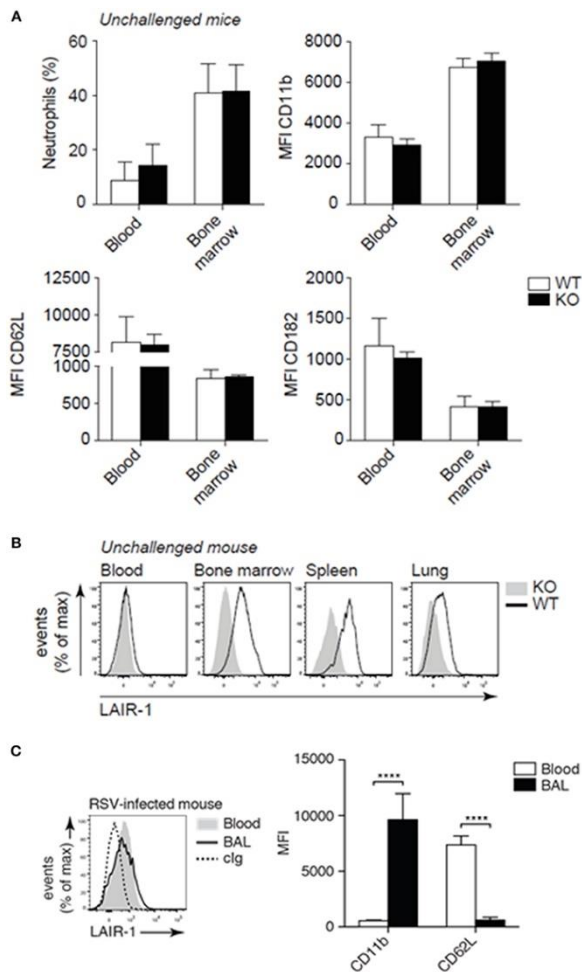 A
Unchallenged mice
Neutrophils (%)
60
40
20
0
Blood
Bone
marrow
MFI CD11b
8000
6000
4000
2000
0
Blood
Bone
marrow
MFI CD62L
12500
10000
7500
1000
500
0
Blood
Bone
marrow
MFI CD182
2000
1500
1000
500
0
Blood
Bone
marrow
WT
KO
B
Unchallenged mouse
Blood
Bone marrow
Spleen
Lung
events
(% of max)
KO
WT
LAIR-1
C
RSV-infected mouse
events
(% of max)
LAIR-1
Blood
BAL
cIg
MFI
15000
10000
5000
0
****
****
CD11b
CD62L
Blood
BAL